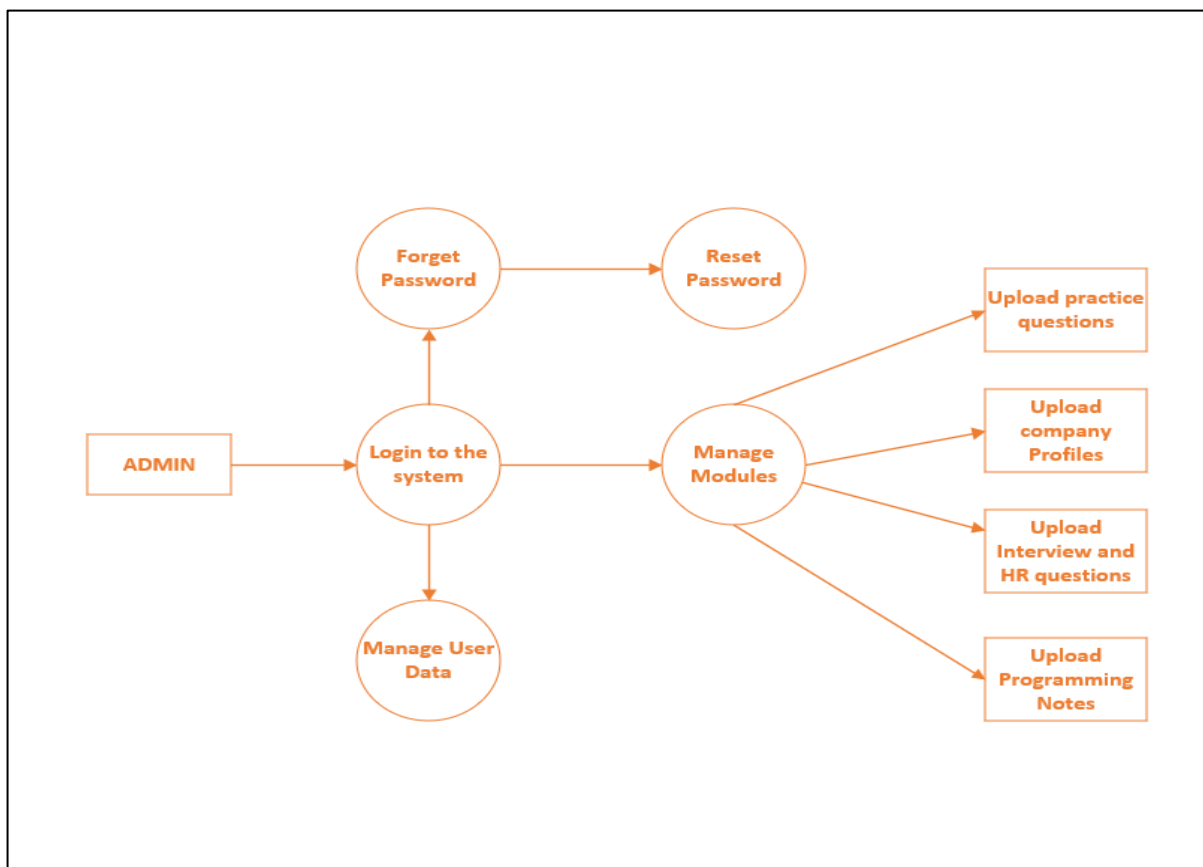 Forget
Password
Reset
Password
Upload practice
questions
ADMIN
Login to the
system
Manage
Modules
Upload
company
Profiles
Upload
Interview and
HR questions
Manage User
Data
Upload
Programming
Notes